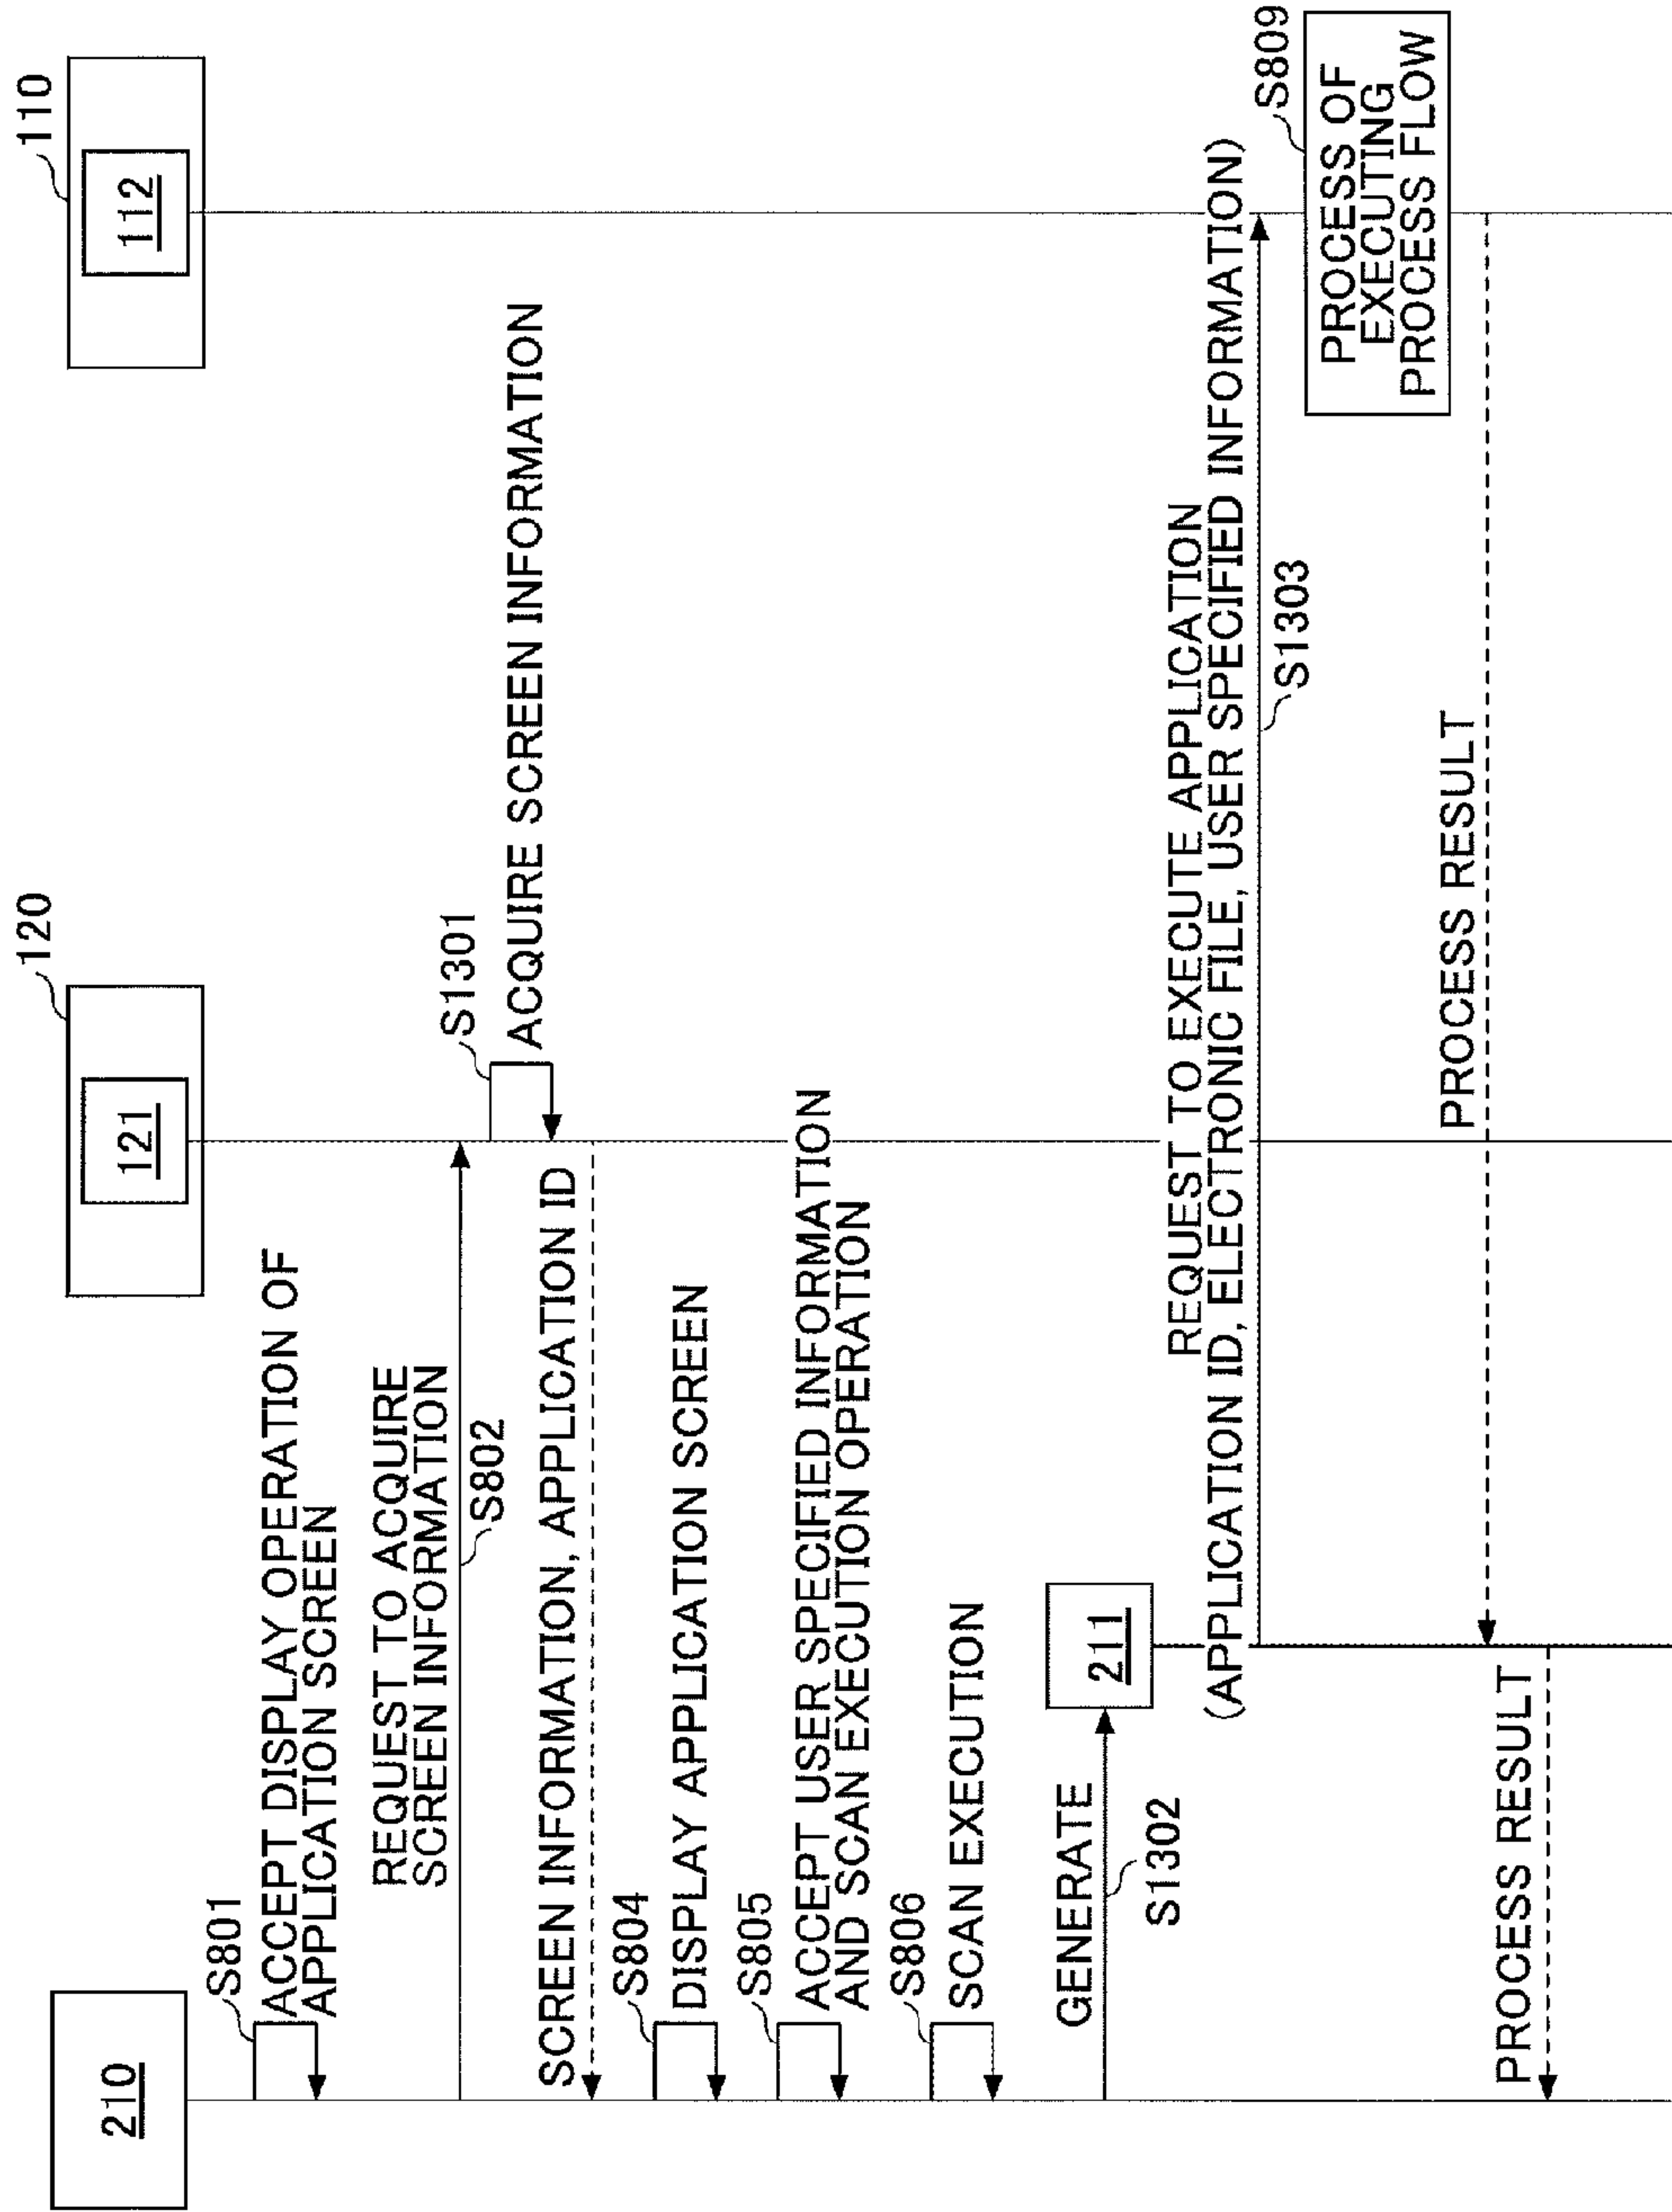 210
120
121
110
112
S801
ACCEPT DISPLAY OPERATION OF
APPLICATION SCREEN
REQUEST TO ACQUIRE
SCREEN INFORMATION
S802
S1301
ACQUIRE SCREEN INFORMATION
SCREEN INFORMATION, APPLICATION ID
S804
DISPLAY APPLICATION SCREEN
S805
ACCEPT USER SPECIFIED INFORMATION
AND SCAN EXECUTION OPERATION
S806
SCAN EXECUTION
GENERATE
S1302
211
REQUEST TO EXECUTE APPLICATION
(APPLICATION ID, ELECTRONIC FILE, USER SPECIFIED INFORMATION)
S1303
S809
PROCESS OF
EXECUTING
PROCESS FLOW
PROCESS RESULT
PROCESS RESULT